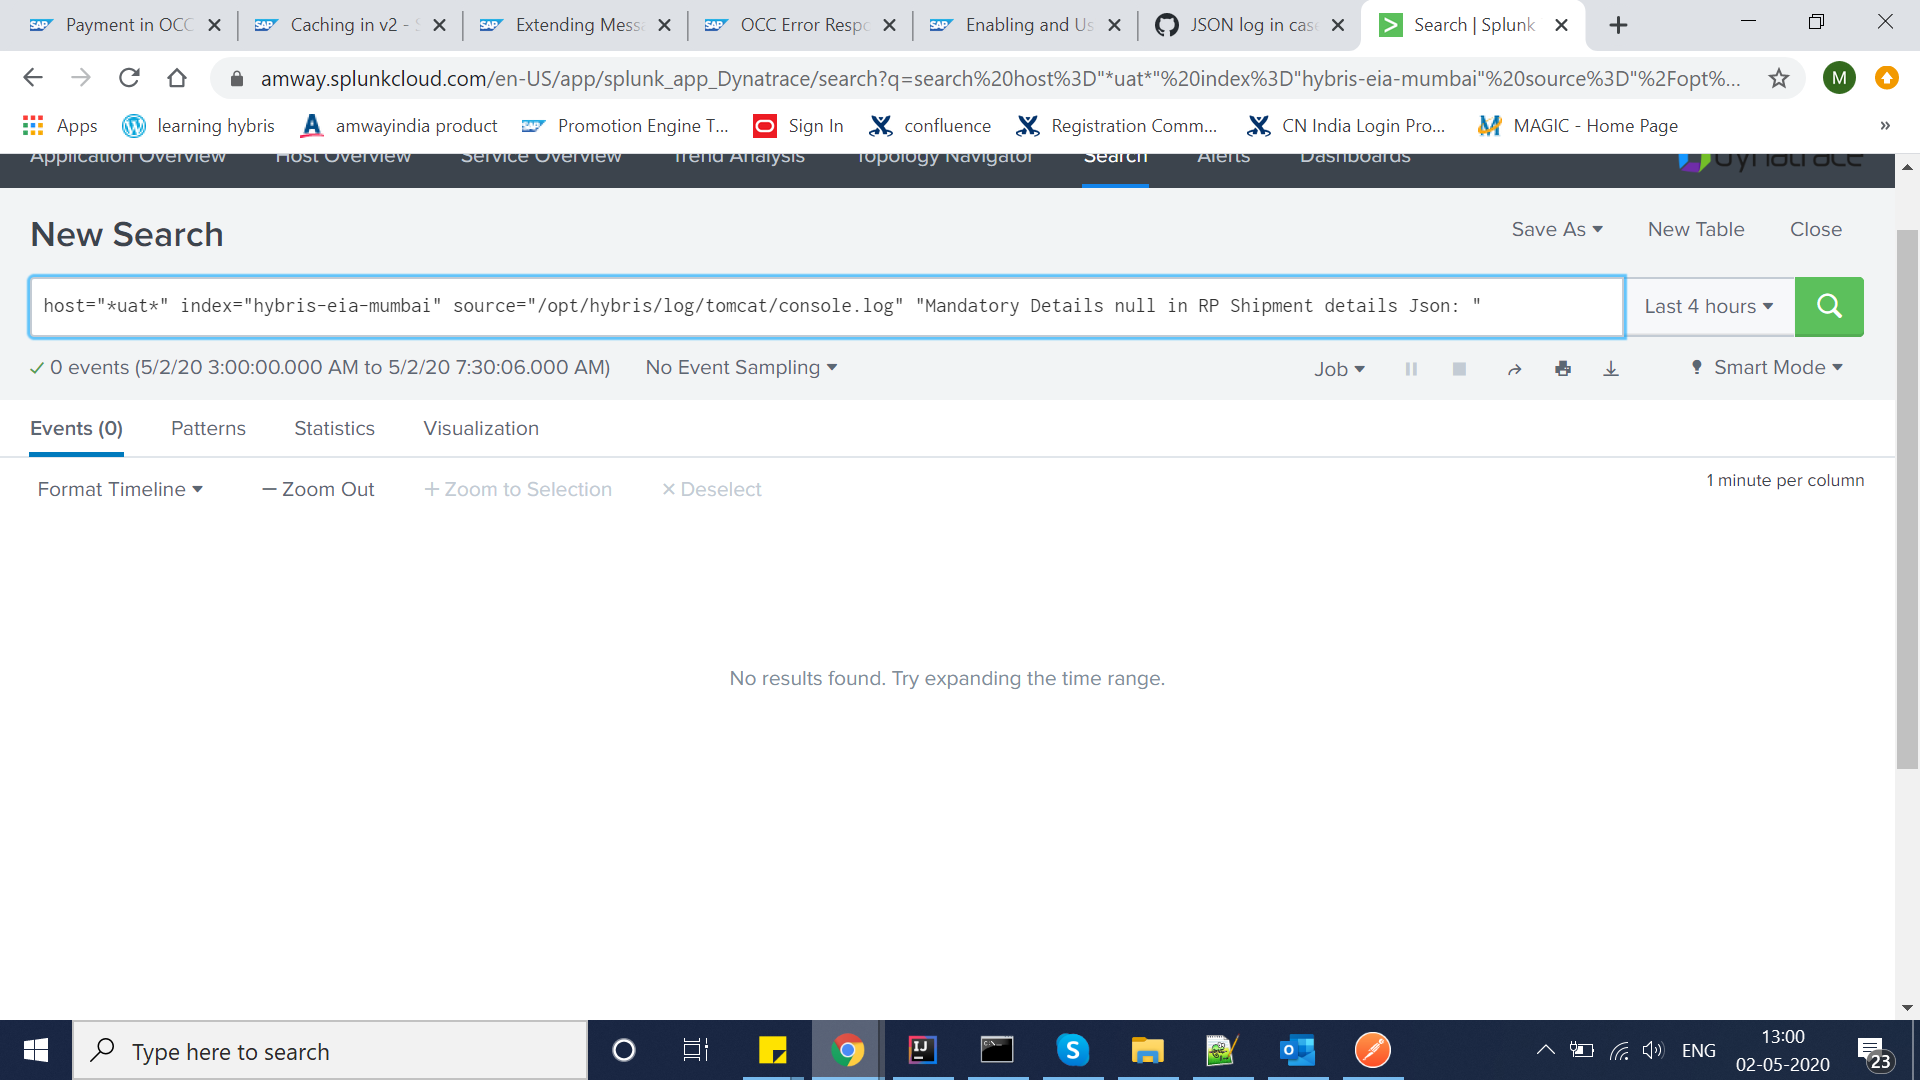 Payment in OCC
Caching in v2 - S
Extending Messa
OCC Error Respo
Enabling and Us
JSON log in case
Search | Splunk
amway.splunkcloud.com/en-US/app/splunk_app_Dynatrace/search?q=search%20host%3D"*uat*"%20index%3D"hybris-eia-mumbai"%20source%3D"%2Fopt%...
M
Apps
learning hybris
amwayindia product
Promotion Engine T...
Sign In
confluence
Registration Comm...
CN India Login Pro...
MAGIC - Home Page
»
Application Overview
Host Overview
Service Overview
Trend Analysis
Topology Navigator
Search
Alerts
Dashboards
dynatrace
New Search
Save As
New Table
Close
host="*uat*" index="hybris-eia-mumbai" source="/opt/hybris/log/tomcat/console.log" "Mandatory Details null in RP Shipment details Json: "
Last 4 hours
0 events (5/2/20 3:00:00.000 AM to 5/2/20 7:30:06.000 AM)
No Event Sampling
Job
Smart Mode
Events (0)
Patterns
Statistics
Visualization
Format Timeline
— Zoom Out
+ Zoom to Selection
× Deselect
1 minute per column
No results found. Try expanding the time range.
Type here to search
ENG
13:00
02-05-2020
23